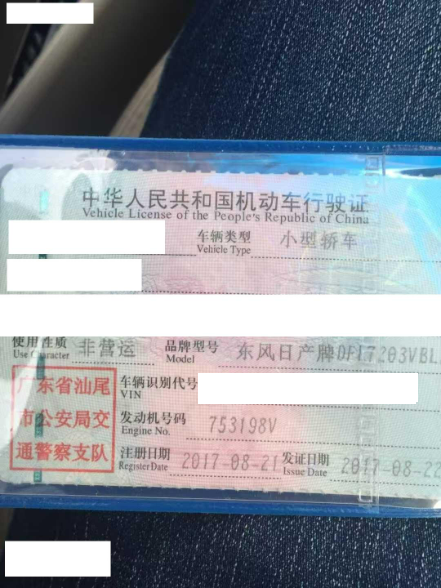 中华人民共和国机动车行驶证
Vehicle License of the People's Republic of China
车辆类型 小型轿车
Vehicle Type
使用性质 非营运 品牌型号 东风日产牌DFL7203VBL
Use Character Model
广东省汕尾
市公安局交
通警察支队
车辆识别代号
VIN
发动机号码 753198V
Engine No.
注册日期 2017-08-21 发证日期 2017-08-22
Register Date Issue Date